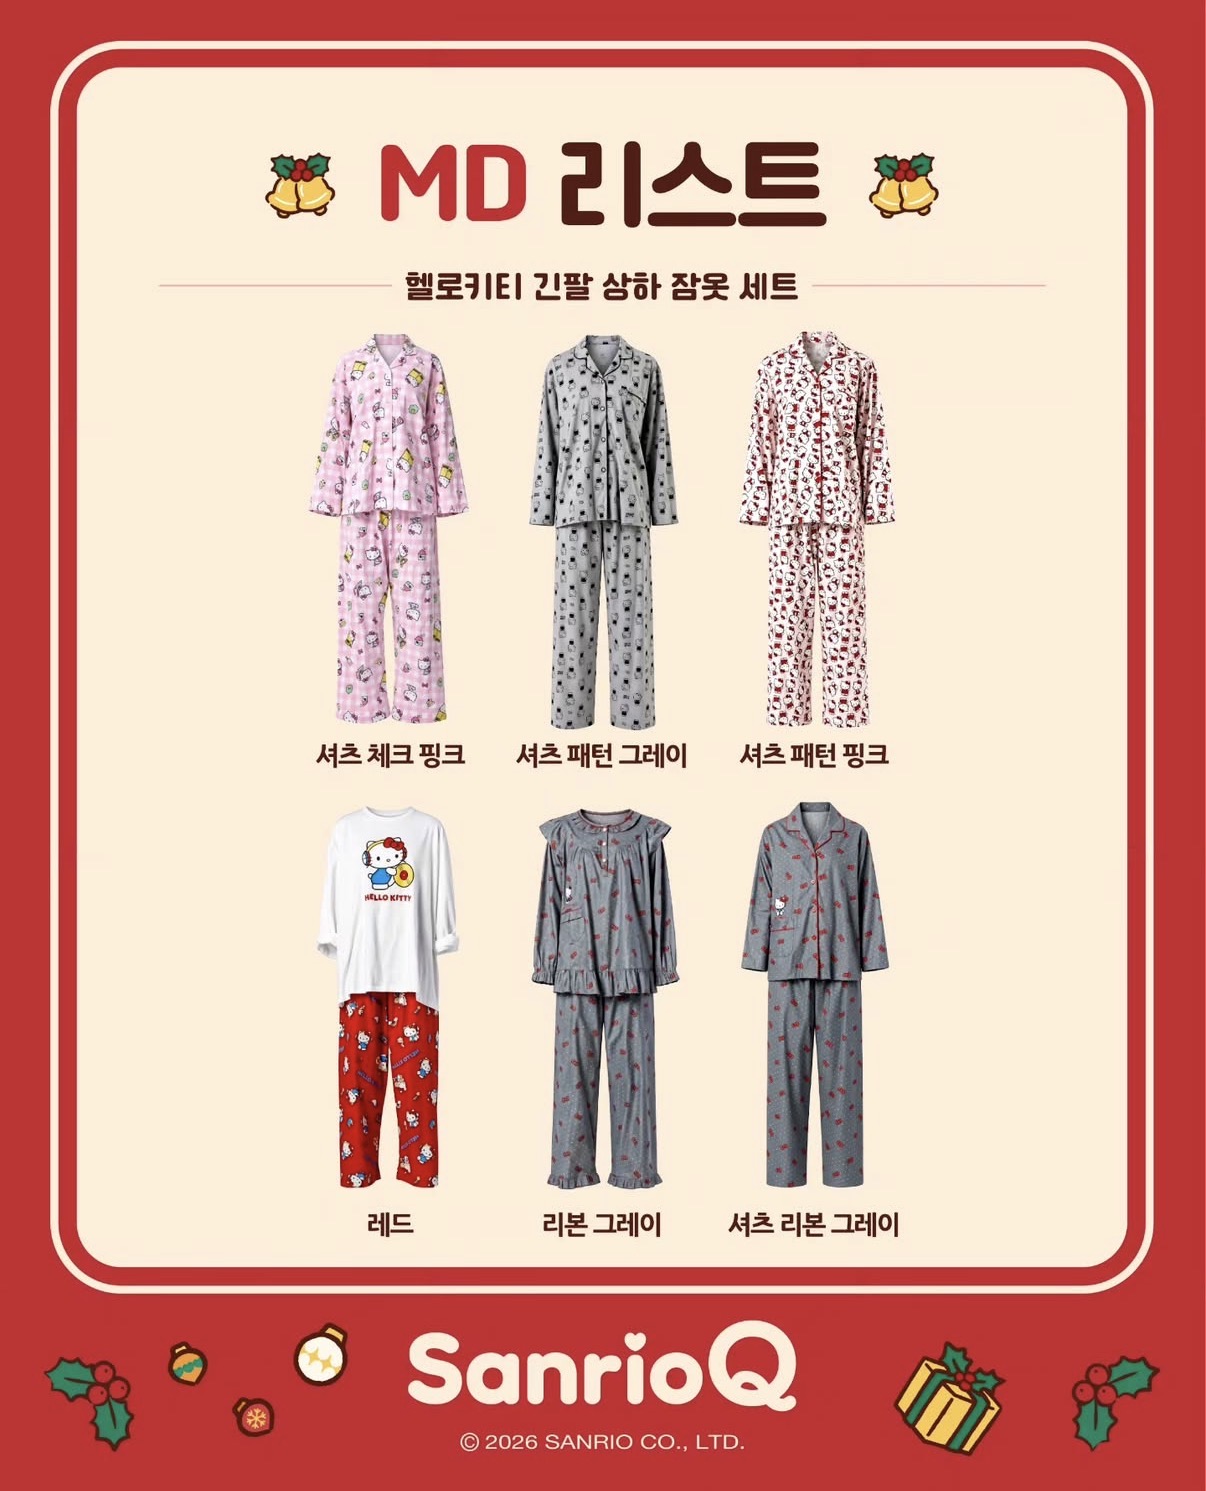 MD 리스트
헬로키티 긴팔 상하 잠옷 세트
셔츠 체크 핑크
셔츠 패턴 그레이
셔츠 패턴 핑크
HELLO KITTY
레드
리본 그레이
셔츠 리본 그레이
SanrioQ
© 2026 SANRIO CO., LTD.